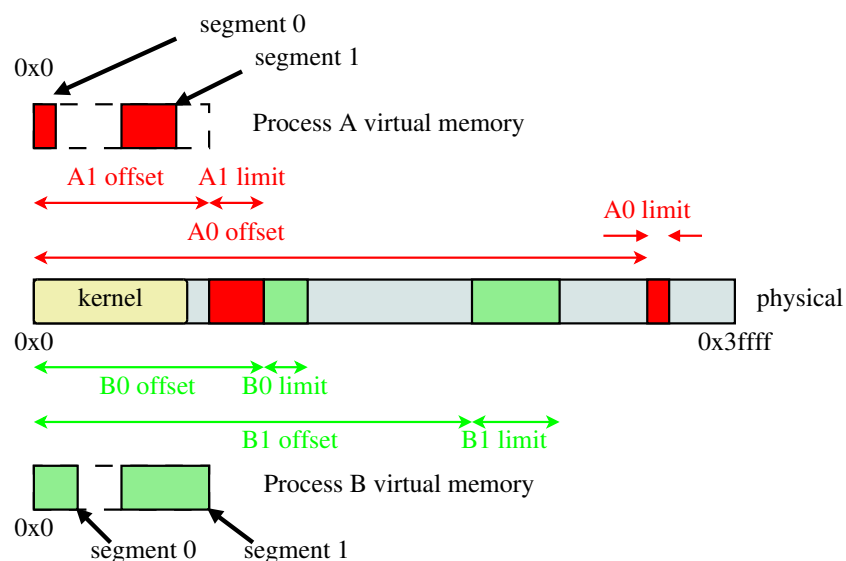 segment 0
segment 1
0x0
Process A virtual memory
A1 offset
A1 limit
A0 limit
A0 offset
kernel
physical
0x0
0x3ffff
B0 offset
B0 limit
B1 offset
B1 limit
Process B virtual memory
0x0
segment 0
segment 1